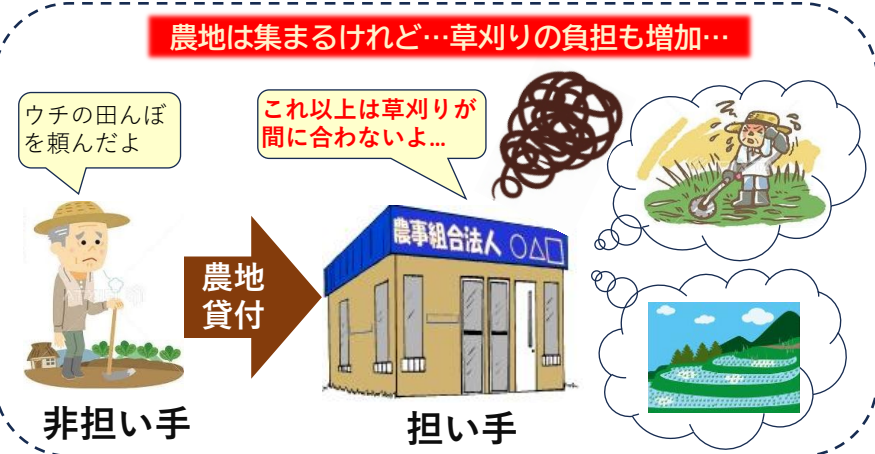 農地は集まるけれど…草刈りの負担も増加…
ウチの田んぼ
を頼んだよ
これ以上は草刈りが
間に合わないよ…
農事組合法人 ○△□
農地
貸付
非担い手
担い手